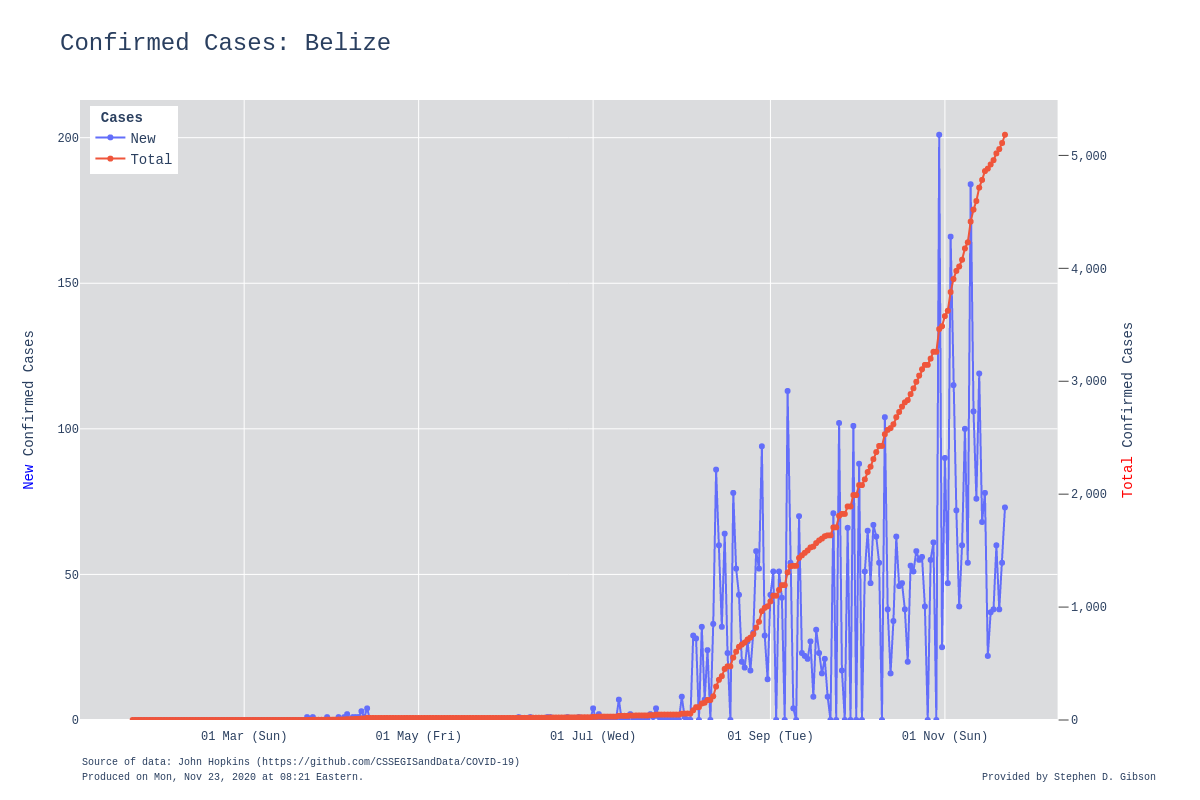 Confirmed Cases: Belize
Cases
New
Total
200
150
100
50
0
5,000
4,000
3,000
2,000
1,000
0
New Confirmed Cases
Total Confirmed Cases
01 Mar (Sun)
01 May (Fri)
01 Jul (Wed)
01 Sep (Tue)
01 Nov (Sun)
Source of data: John Hopkins (https://github.com/CSSEGISandData/COVID-19)
Produced on Mon, Nov 23, 2020 at 08:21 Eastern.
Provided by Stephen D. Gibson